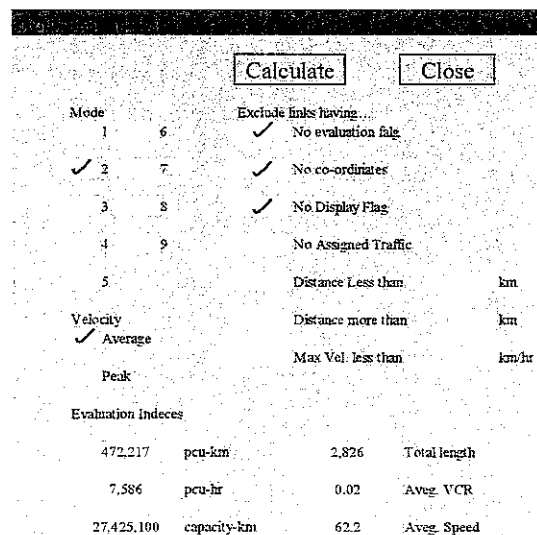 Calculate Close
Mode Exclude links having...
1 6 No evaluation falg
2 7 No co-ordinates
3 8 No Display Flag
4 9 No Assigned Traffic
5 Distance Less than km
Velocity Distance more than km
Average
Max Vel. less than km/hr
Peak
Evaluation Indeces
472,217 pcu-km 2,826 Total length
7,586 pcu-hr 0.02 Aveg. VCR
27,425,100 capacity-km 62.2 Aveg. Speed